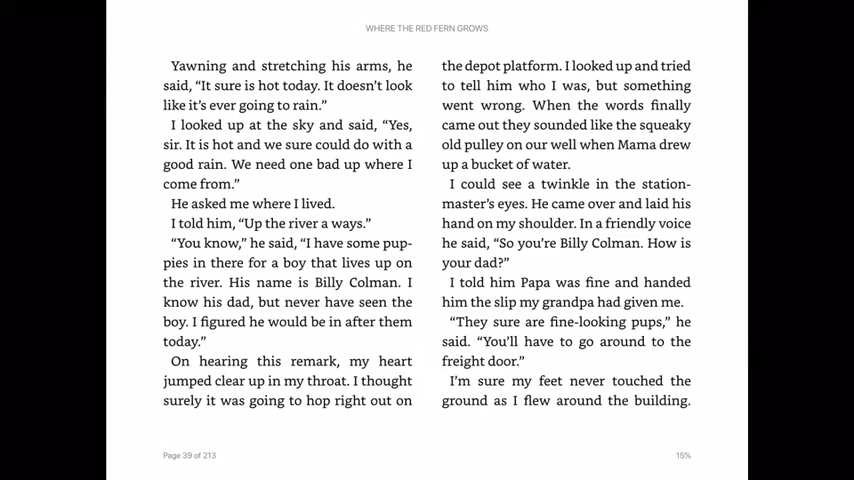 WHERE THE RED FERN GROWS
Yawning and stretching his arms, he
said, “It sure is hot today. It doesn’t look
like it’s ever going to rain.”
I looked up at the sky and said, “Yes,
sir. It is hot and we sure could do with a
good rain. We need one bad up where I
come from.”
He asked me where I lived.
I told him, “Up the river a ways.”
“You know,” he said, “I have some pup-
pies in there for a boy that lives up on
the river. His name is Billy Colman. I
know his dad, but never have seen the
boy. I figured he would be in after them
today.”
On hearing this remark, my heart
jumped clear up in my throat. I thought
surely it was going to hop right out on
the depot platform. I looked up and tried
to tell him who I was, but something
went wrong. When the words finally
came out they sounded like the squeaky
old pulley on our well when Mama drew
up a bucket of water.
I could see a twinkle in the station-
master’s eyes. He came over and laid his
hand on my shoulder. In a friendly voice
he said, “So you’re Billy Colman. How is
your dad?”
I told him Papa was fine and handed
him the slip my grandpa had given me.
“They sure are fine-looking pups,” he
said. “You’ll have to go around to the
freight door.”
I’m sure my feet never touched the
ground as I flew around the building.
Page 39 of 213
15%